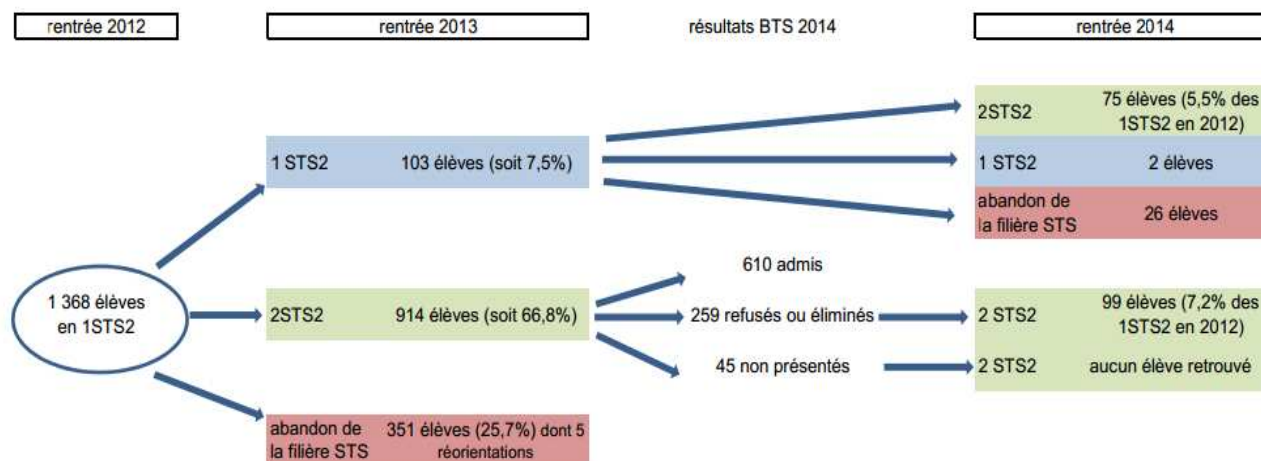 rentrée 2012
rentrée 2013
résultats BTS 2014
rentrée 2014
2STS2
75 élèves (5,5% des
1STS2 en 2012)
1 STS2
103 élèves (soit 7,5%)
1 STS2
2 élèves
abandon de
la filière STS
26 élèves
610 admis
1 368 élèves
en 1STS2
2STS2
914 élèves (soit 66,8%)
259 refusés ou éliminés
2 STS2
99 élèves (7,2% des
1STS2 en 2012)
45 non présentés
2 STS2
aucun élève retrouvé
abandon de
la filière STS
351 élèves (25,7%) dont 5
réorientations